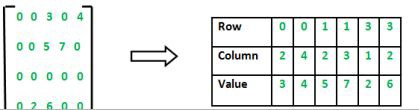 0 0 3 0 4
0 0 5 7 0
0 0 0 0 0
0 2 6 0 0
Row 0 0 1 1 3 3
Column 2 4 2 3 1 2
Value 3 4 5 7 2 6